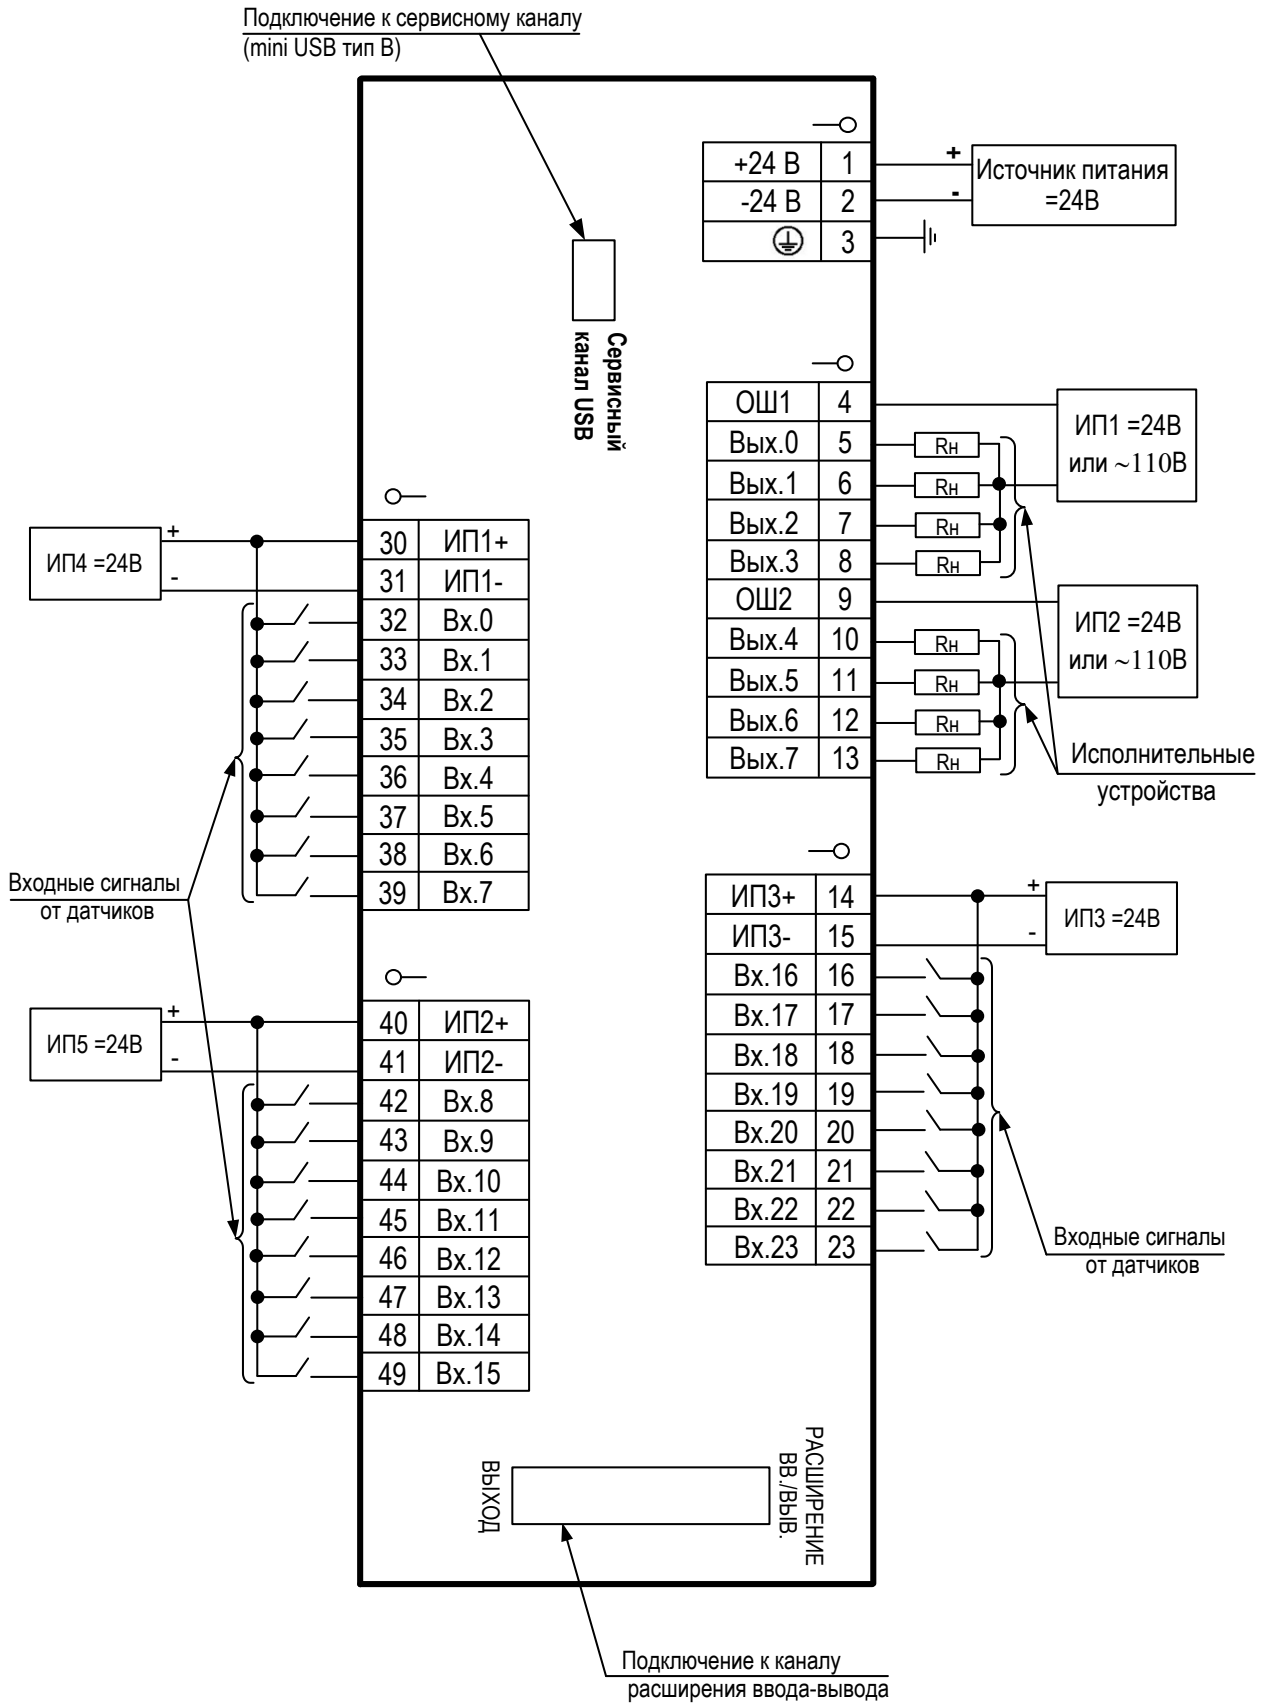 Подключение к сервисному каналу
(mini USB тип B)
+24 В 1
-24 В 2
3
+
-
Источник питания
=24В
Сервисный
канал USB
ОШ1 4
Вых.0 5
Вых.1 6
Вых.2 7
Вых.3 8
ОШ2 9
Вых.4 10
Вых.5 11
Вых.6 12
Вых.7 13
Rн
Rн
Rн
Rн
Rн
Rн
Rн
Rн
ИП1 =24В
или ~110В
ИП2 =24В
или ~110В
Исполнительные
устройства
ИП4 =24В
+
-
30 ИП1+
31 ИП1-
32 Вх.0
33 Вх.1
34 Вх.2
35 Вх.3
36 Вх.4
37 Вх.5
38 Вх.6
39 Вх.7
Входные сигналы
от датчиков
ИП5 =24В
+
-
40 ИП2+
41 ИП2-
42 Вх.8
43 Вх.9
44 Вх.10
45 Вх.11
46 Вх.12
47 Вх.13
48 Вх.14
49 Вх.15
ИП3+ 14
ИП3- 15
Вх.16 16
Вх.17 17
Вх.18 18
Вх.19 19
Вх.20 20
Вх.21 21
Вх.22 22
Вх.23 23
+
-
ИП3 =24В
Входные сигналы
от датчиков
ВЫХОД
РАСШИРЕНИЕ
ВВ./ВЫВ.
Подключение к каналу
расширения ввода-вывода